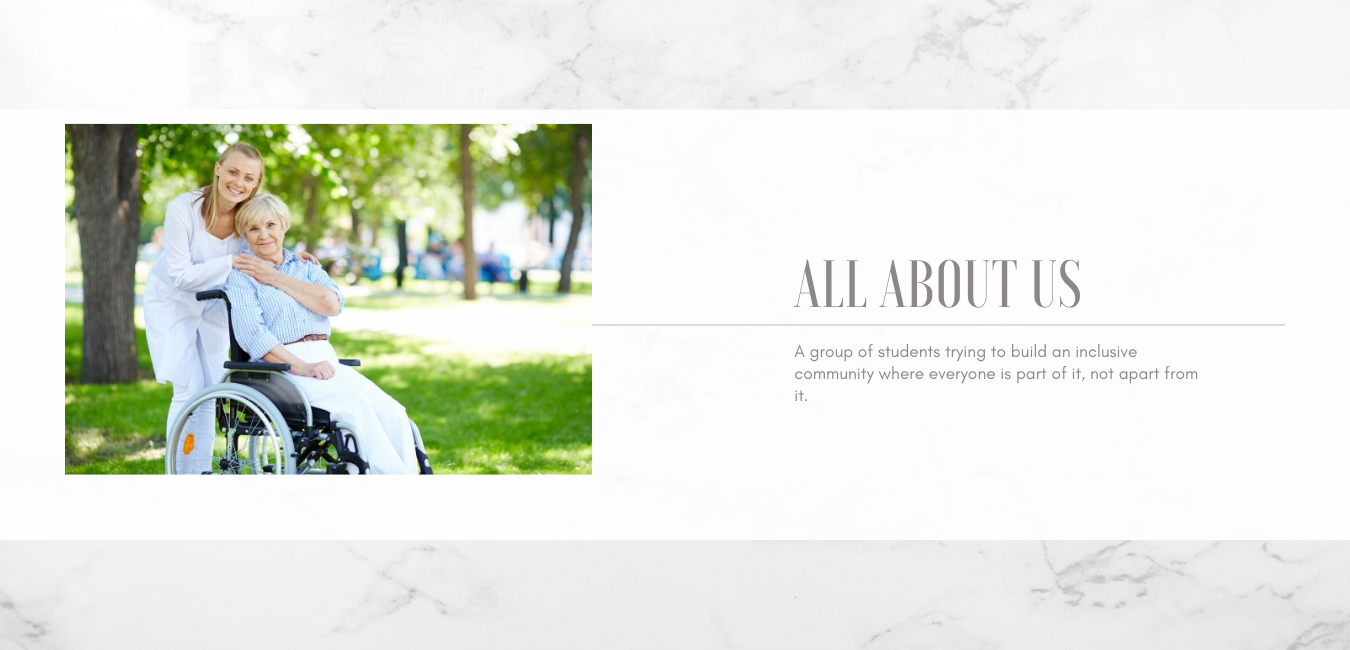 ALL ABOUT US
A group of students trying to build an inclusive
community where everyone is part of it, not apart from
it.